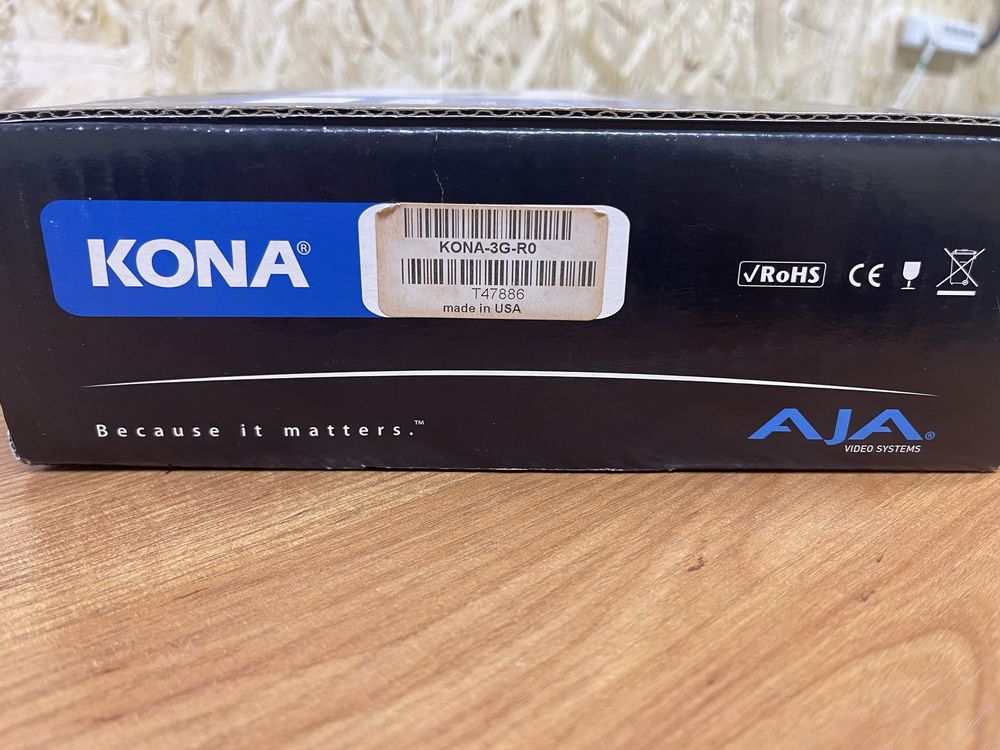 KONA®
KONA-3G-R0
T47886
made in USA
√RoHS
CE
Because it matters.™
AJA®
VIDEO SYSTEMS